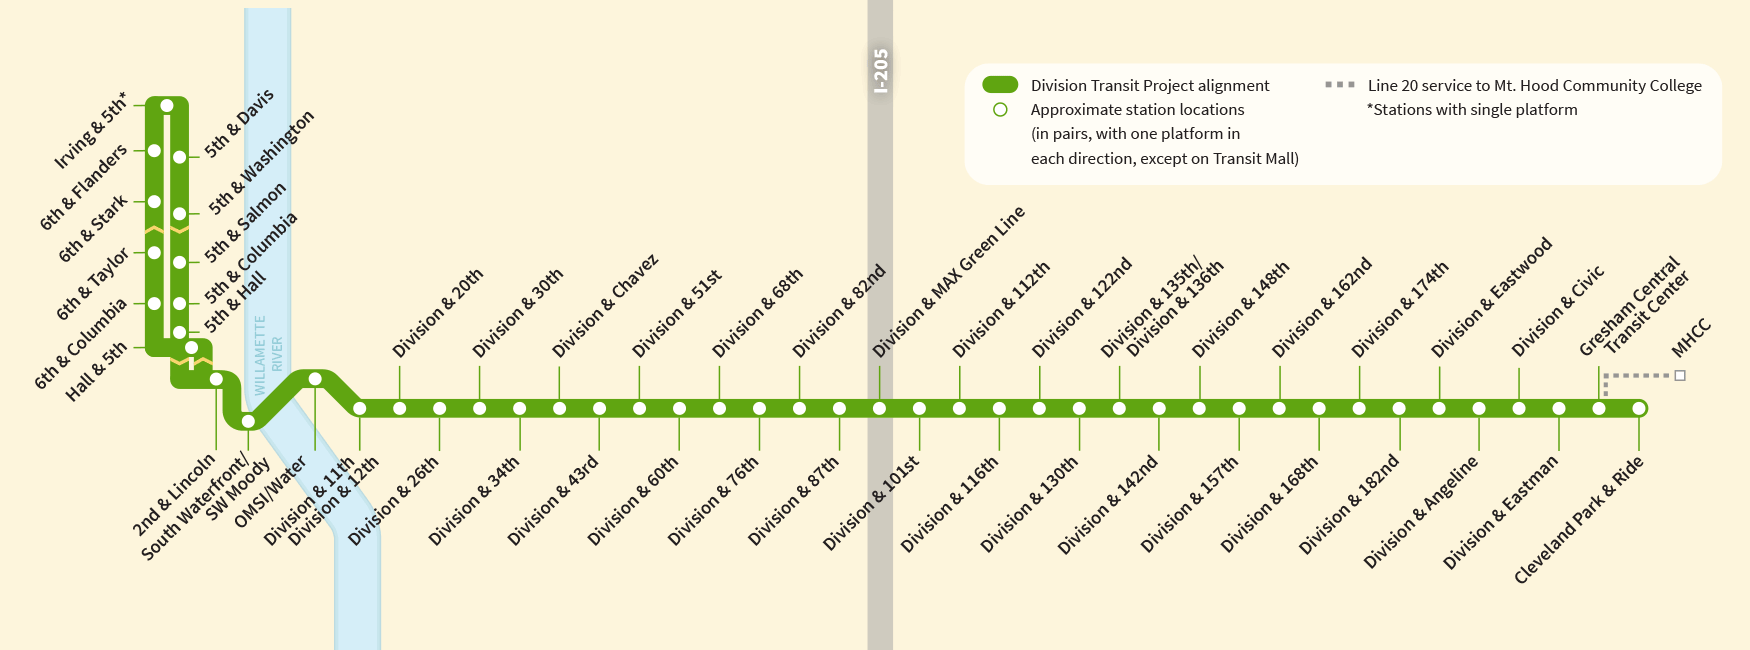 I-205
Division Transit Project alignment
Approximate station locations
(in pairs, with one platform in
each direction, except on Transit Mall)
Line 20 service to Mt. Hood Community College
*Stations with single platform
Irving & 5th*
6th & Flanders
6th & Stark
6th & Taylor
6th & Columbia
Hall & 5th
5th & Davis
5th & Washington
5th & Salmon
5th & Columbia
5th & Hall
WILLAMETTE
RIVER
2nd & Lincoln
South Waterfront/
SW Moody
OMSI/Water
Division & 11th
Division & 12th
Division & 20th
Division & 26th
Division & 30th
Division & 34th
Division & Chavez
Division & 43rd
Division & 51st
Division & 60th
Division & 68th
Division & 76th
Division & 82nd
Division & 87th
Division & MAX Green Line
Division & 101st
Division & 112th
Division & 116th
Division & 122nd
Division & 130th
Division & 135th/
Division & 136th
Division & 142nd
Division & 148th
Division & 157th
Division & 162nd
Division & 168th
Division & 174th
Division & 182nd
Division & Eastwood
Division & Angeline
Division & Civic
Division & Eastman
Gresham Central
Transit Center
Cleveland Park & Ride
MHCC